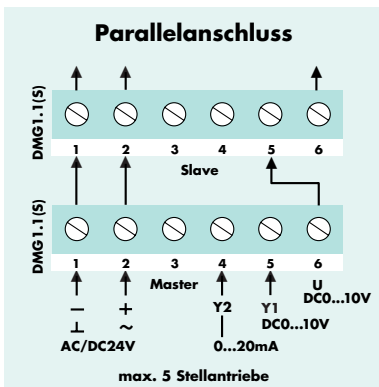 Parallelanschluss
DMG1.1(S)
1 2 3 4 5 6
Slave
DMG1.1(S)
1 2 3 4 5 6
Master
− + Y2 Y1 U
DC0...10V
⊥ ~ DC0...10V
AC/DC24V 0...20mA
max. 5 Stellantriebe